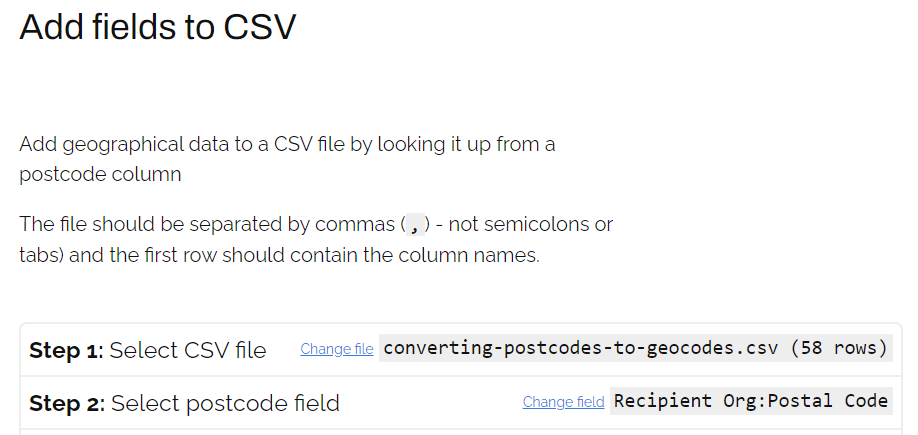 Add fields to CSV
Add geographical data to a CSV file by looking it up from a
postcode column
The file should be separated by commas (,) - not semicolons or
tabs) and the first row should contain the column names.
Step 1: Select CSV file Change file converting-postcodes-to-geocodes.csv (58 rows)
Step 2: Select postcode field Change field Recipient Org:Postal Code